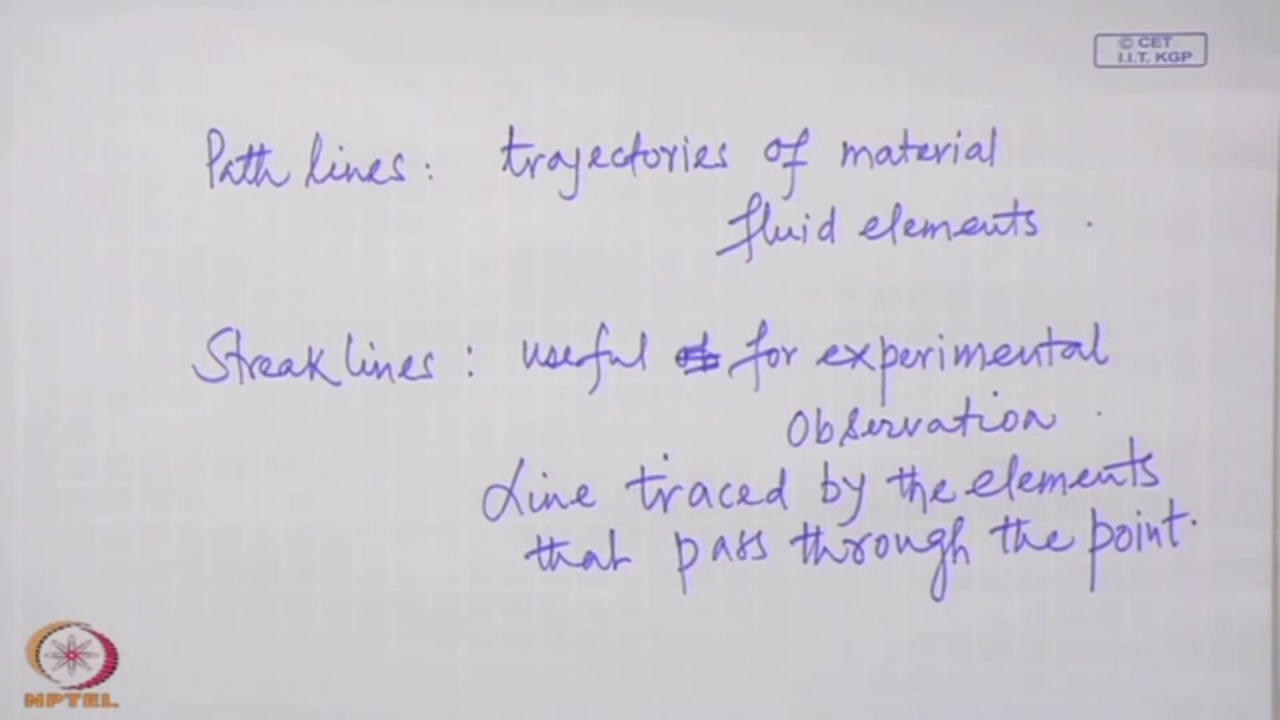 © CET
I.I.T. KGP
Path lines: trajectories of material
fluid elements.
Streak lines: useful for experimental
Observation.
Line traced by the elements
that pass through the point.
NPTEL